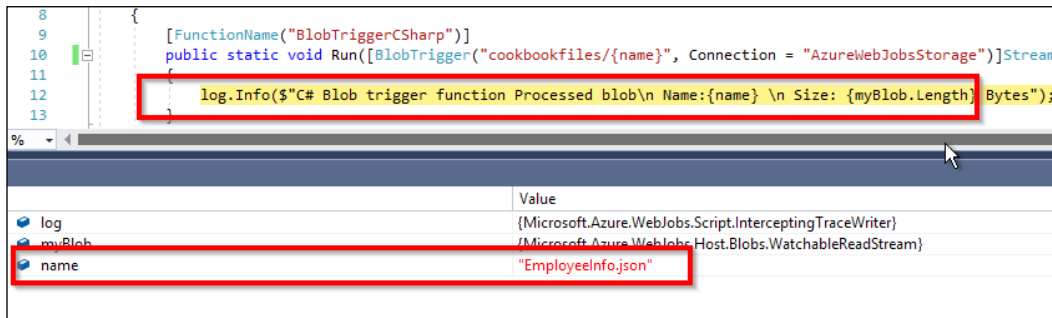 8 {
9 [FunctionName("BlobTriggerCSharp")]
10 public static void Run([BlobTrigger("cookbookfiles/{name}", Connection = "AzureWebJobsStorage")]Stream
11 {
12 log.Info($"C# Blob trigger function Processed blob\n Name:{name} \n Size: {myBlob.Length} Bytes");
13 }
%
Value
log {Microsoft.Azure.WebJobs.Script.InterceptingTraceWriter}
myBlob {Microsoft.Azure.WebJobs.Host.Blobs.WatchableReadStream}
name "EmployeeInfo.json"